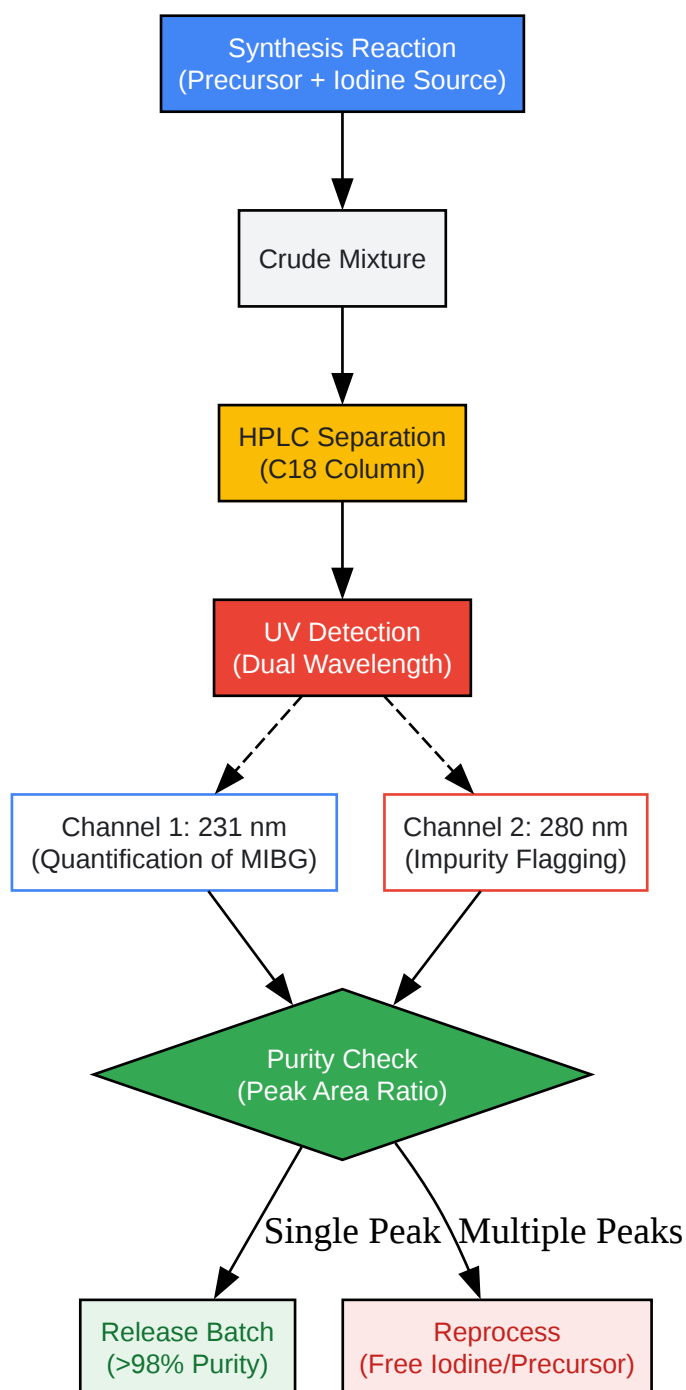 Synthesis Reaction
(Precursor + Iodine Source)
Crude Mixture
HPLC Separation
(C18 Column)
UV Detection
(Dual Wavelength)
Channel 1: 231 nm
(Quantification of MIBG)
Channel 2: 280 nm
(Impurity Flagging)
Purity Check
(Peak Area Ratio)
Single Peak
Multiple Peaks
Release Batch
(>98% Purity)
Reprocess
(Free Iodine/Precursor)